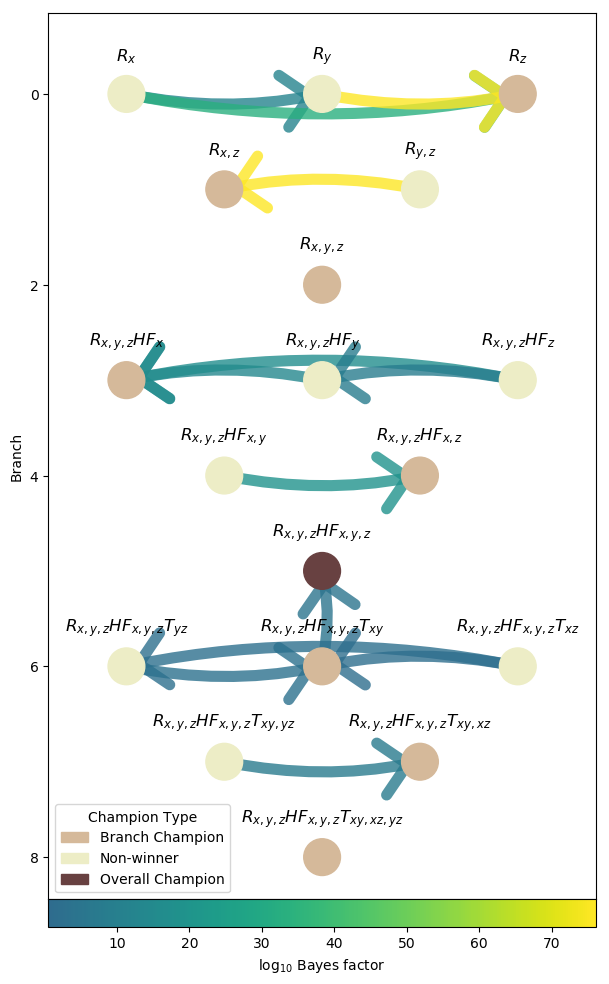 R_x R_y R_z
0
R_{x,z} R_{y,z}
R_{x,y,z}
2
R_{x,y,z}HF_x R_{x,y,z}HF_y R_{x,y,z}HF_z
R_{x,y,z}HF_{x,y} R_{x,y,z}HF_{x,z}
Branch
4
R_{x,y,z}HF_{x,y,z}
R_{x,y,z}HF_{x,y,z}T_{yz} R_{x,y,z}HF_{x,y,z}T_{xy} R_{x,y,z}HF_{x,y,z}T_{xz}
6
R_{x,y,z}HF_{x,y,z}T_{xy,yz} R_{x,y,z}HF_{x,y,z}T_{xy,xz}
R_{x,y,z}HF_{x,y,z}T_{xy,xz,yz}
Champion Type
Branch Champion
Non-winner
Overall Champion
8
10 20 30 40 50 60 70
log_{10} Bayes factor